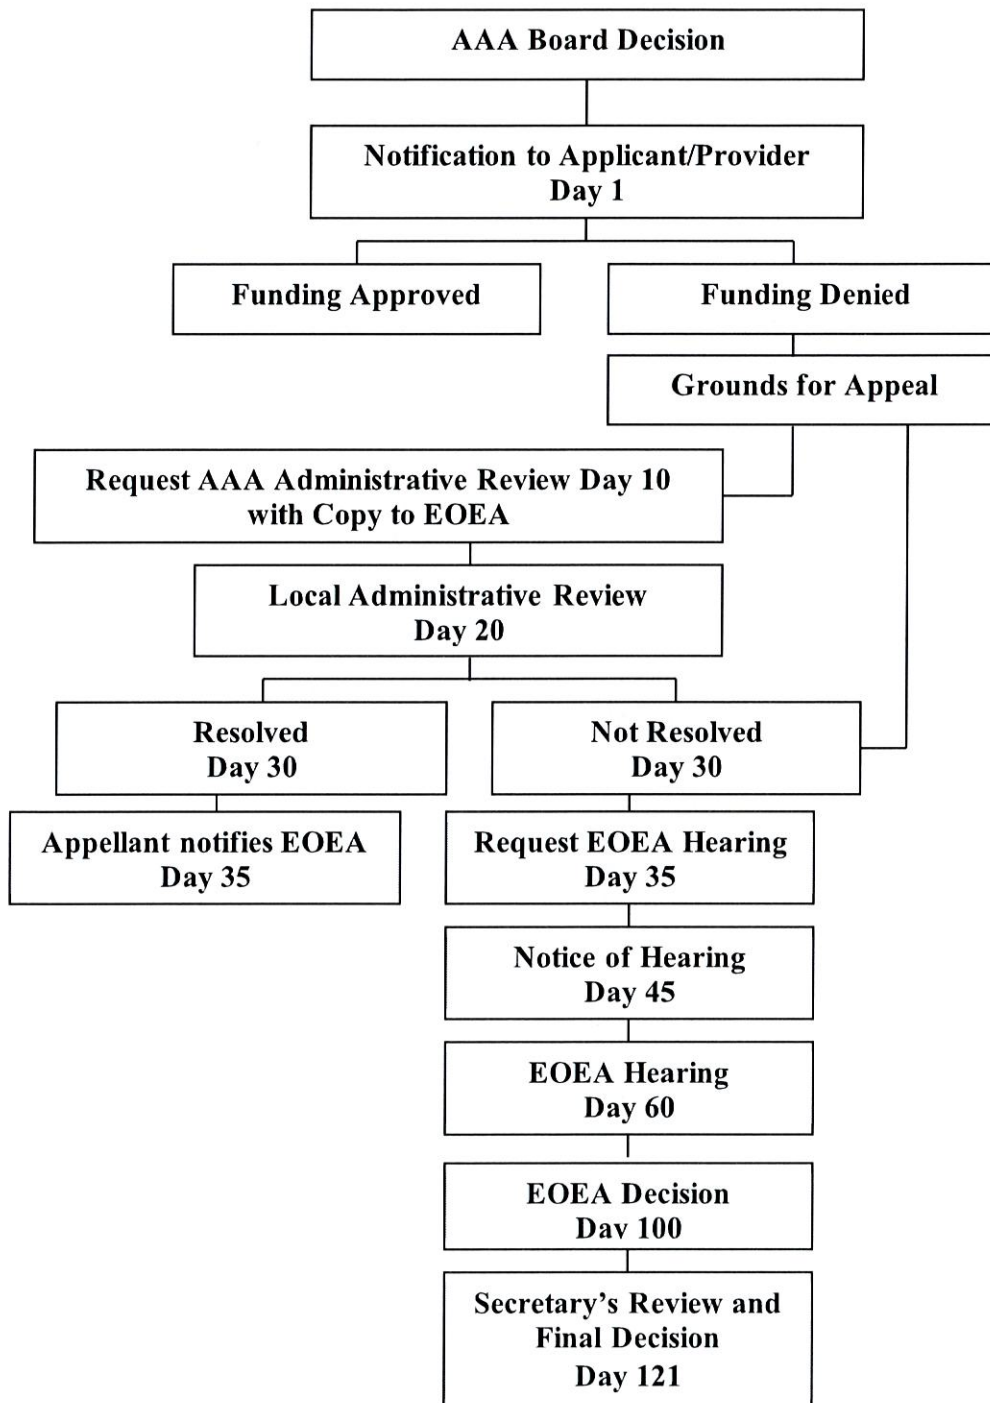 AAA Board Decision
Notification to Applicant/Provider
Day 1
Funding Approved
Funding Denied
Grounds for Appeal
Request AAA Administrative Review Day 10
with Copy to EOEA
Local Administrative Review
Day 20
Resolved
Day 30
Not Resolved
Day 30
Appellant notifies EOEA
Day 35
Request EOEA Hearing
Day 35
Notice of Hearing
Day 45
EOEA Hearing
Day 60
EOEA Decision
Day 100
Secretary’s Review and
Final Decision
Day 121